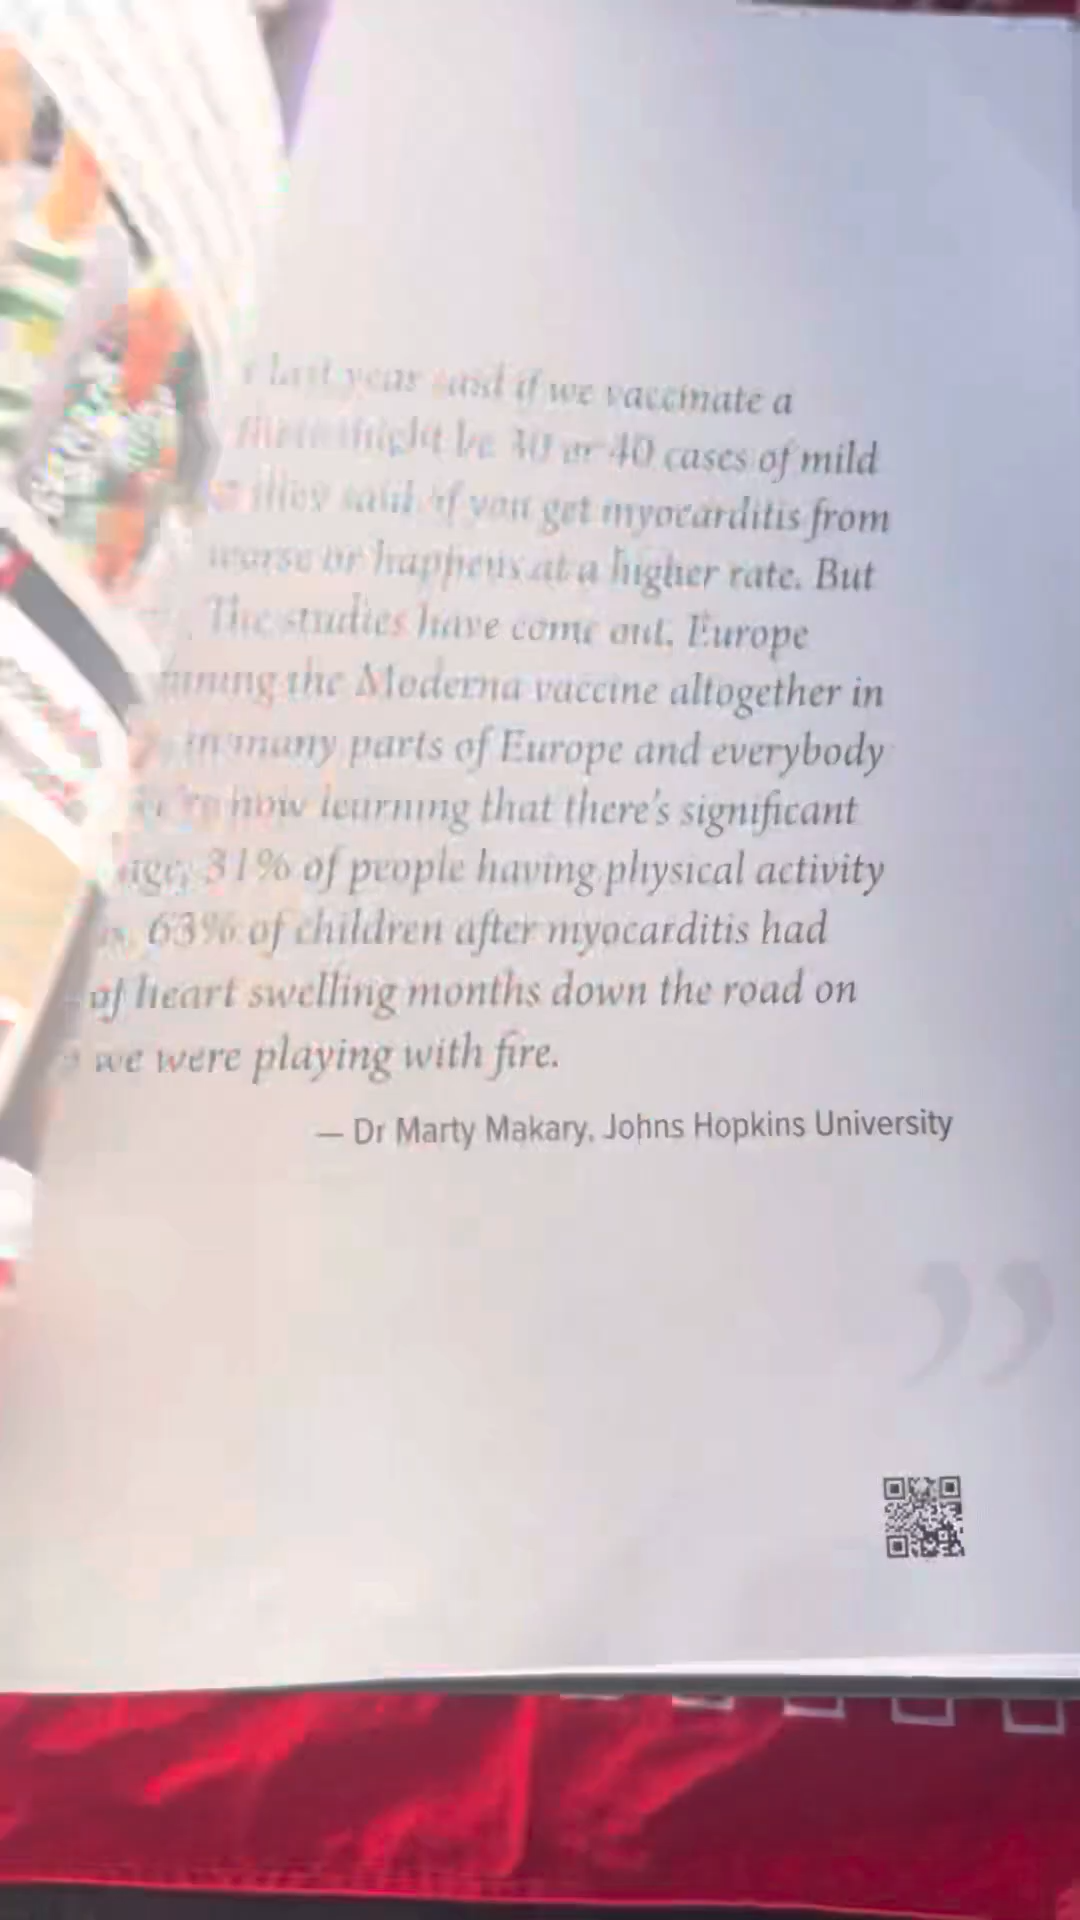 last year said if we vaccinate a
there might be 30 or 40 cases of mild
they said if you get myocarditis from
worse or happens at a higher rate. But
The studies have come out. Europe
the Moderna vaccine altogether in
in many parts of Europe and everybody
now learning that there's significant
31% of people having physical activity
63% of children after myocarditis had
of heart swelling months down the road on
we were playing with fire.
— Dr Marty Makary, Johns Hopkins University
”